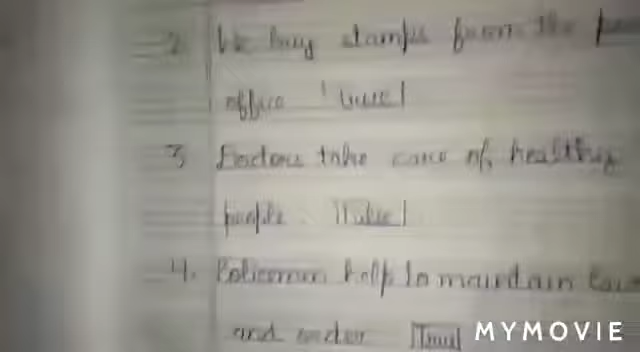 2. We buy stamps from the
office True
3 Doctors take care of healthy
people
4. Policemen help to maintain law
and order True
MYMOVIE